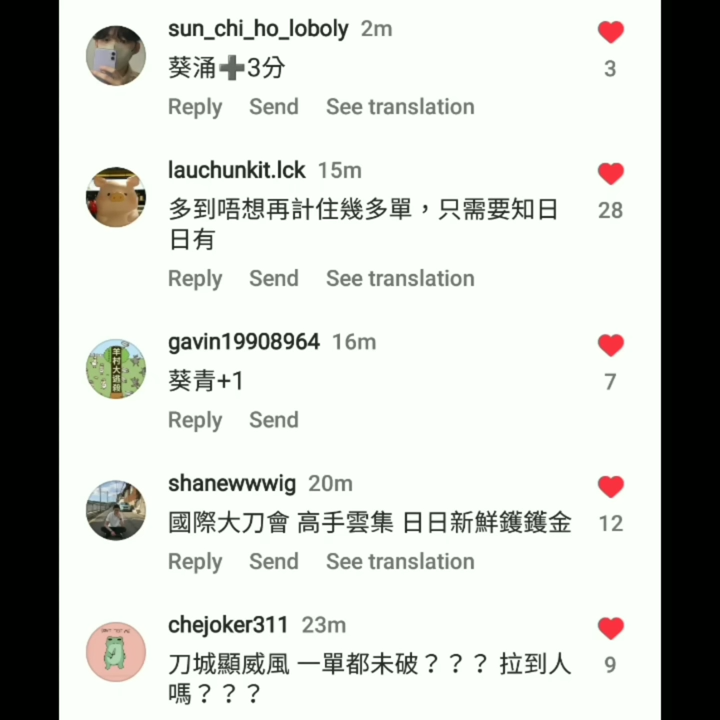 sun_chi_ho_loboly 2m
葵涌➕3分
3
Reply Send See translation
lauchunkit.lck 15m
多到唔想再計住幾多單，只需要知日
28
日有
Reply Send See translation
gavin19908964 16m
葵青+1
7
Reply Send
shanewwwig 20m
國際大刀會 高手雲集 日日新鮮鑊鑊金
12
Reply Send See translation
chejoker311 23m
刀城顯威風 一單都未破？？？ 拉到人
9
嗎？？？